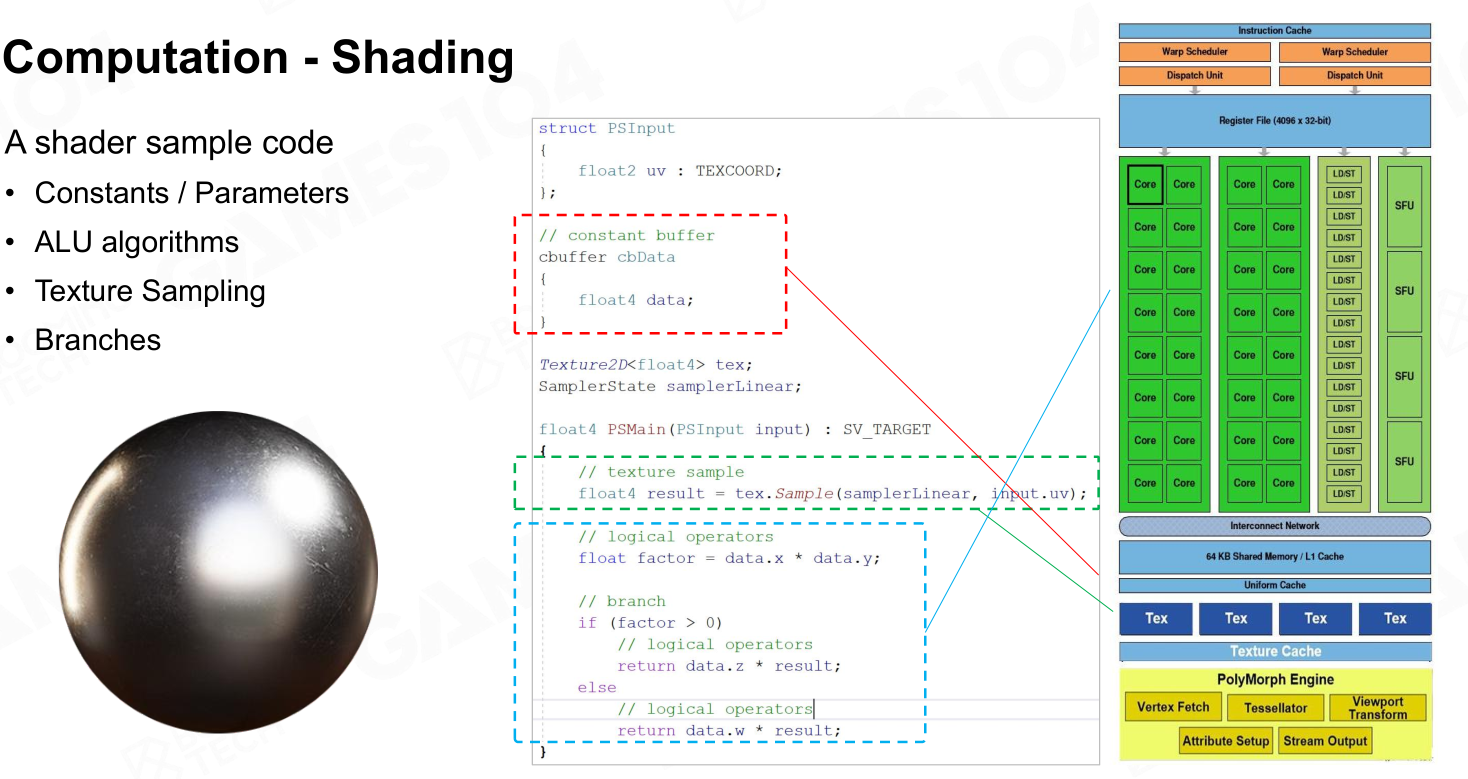 Computation - Shading
A shader sample code
• Constants / Parameters
• ALU algorithms
• Texture Sampling
• Branches
struct PSInput
{
float2 uv : TEXCOORD;
};
// constant buffer
cbuffer cbData
{
float4 data;
}
Texture2D<float4> tex;
SamplerState samplerLinear;
float4 PSMain(PSInput input) : SV_TARGET
{
// texture sample
float4 result = tex.Sample(samplerLinear, input.uv);
// logical operators
float factor = data.x * data.y;
// branch
if (factor > 0)
// logical operators
return data.z * result;
else
// logical operators
return data.w * result;
}
Instruction Cache
Warp Scheduler Warp Scheduler
Dispatch Unit Dispatch Unit
Register File (4096 x 32-bit)
LD/ST
Core Core Core Core
LD/ST
SFU
LD/ST
Core Core Core Core
LD/ST
LD/ST
Core Core Core Core
LD/ST
SFU
LD/ST
Core Core Core Core
LD/ST
LD/ST
Core Core Core Core
LD/ST
SFU
LD/ST
Core Core Core Core
LD/ST
LD/ST
Core Core Core Core
LD/ST
SFU
LD/ST
Core Core Core Core
LD/ST
Interconnect Network
64 KB Shared Memory / L1 Cache
Uniform Cache
Tex Tex Tex Tex
Texture Cache
PolyMorph Engine
Vertex Fetch Tessellator Viewport Transform
Attribute Setup Stream Output
GAMES104